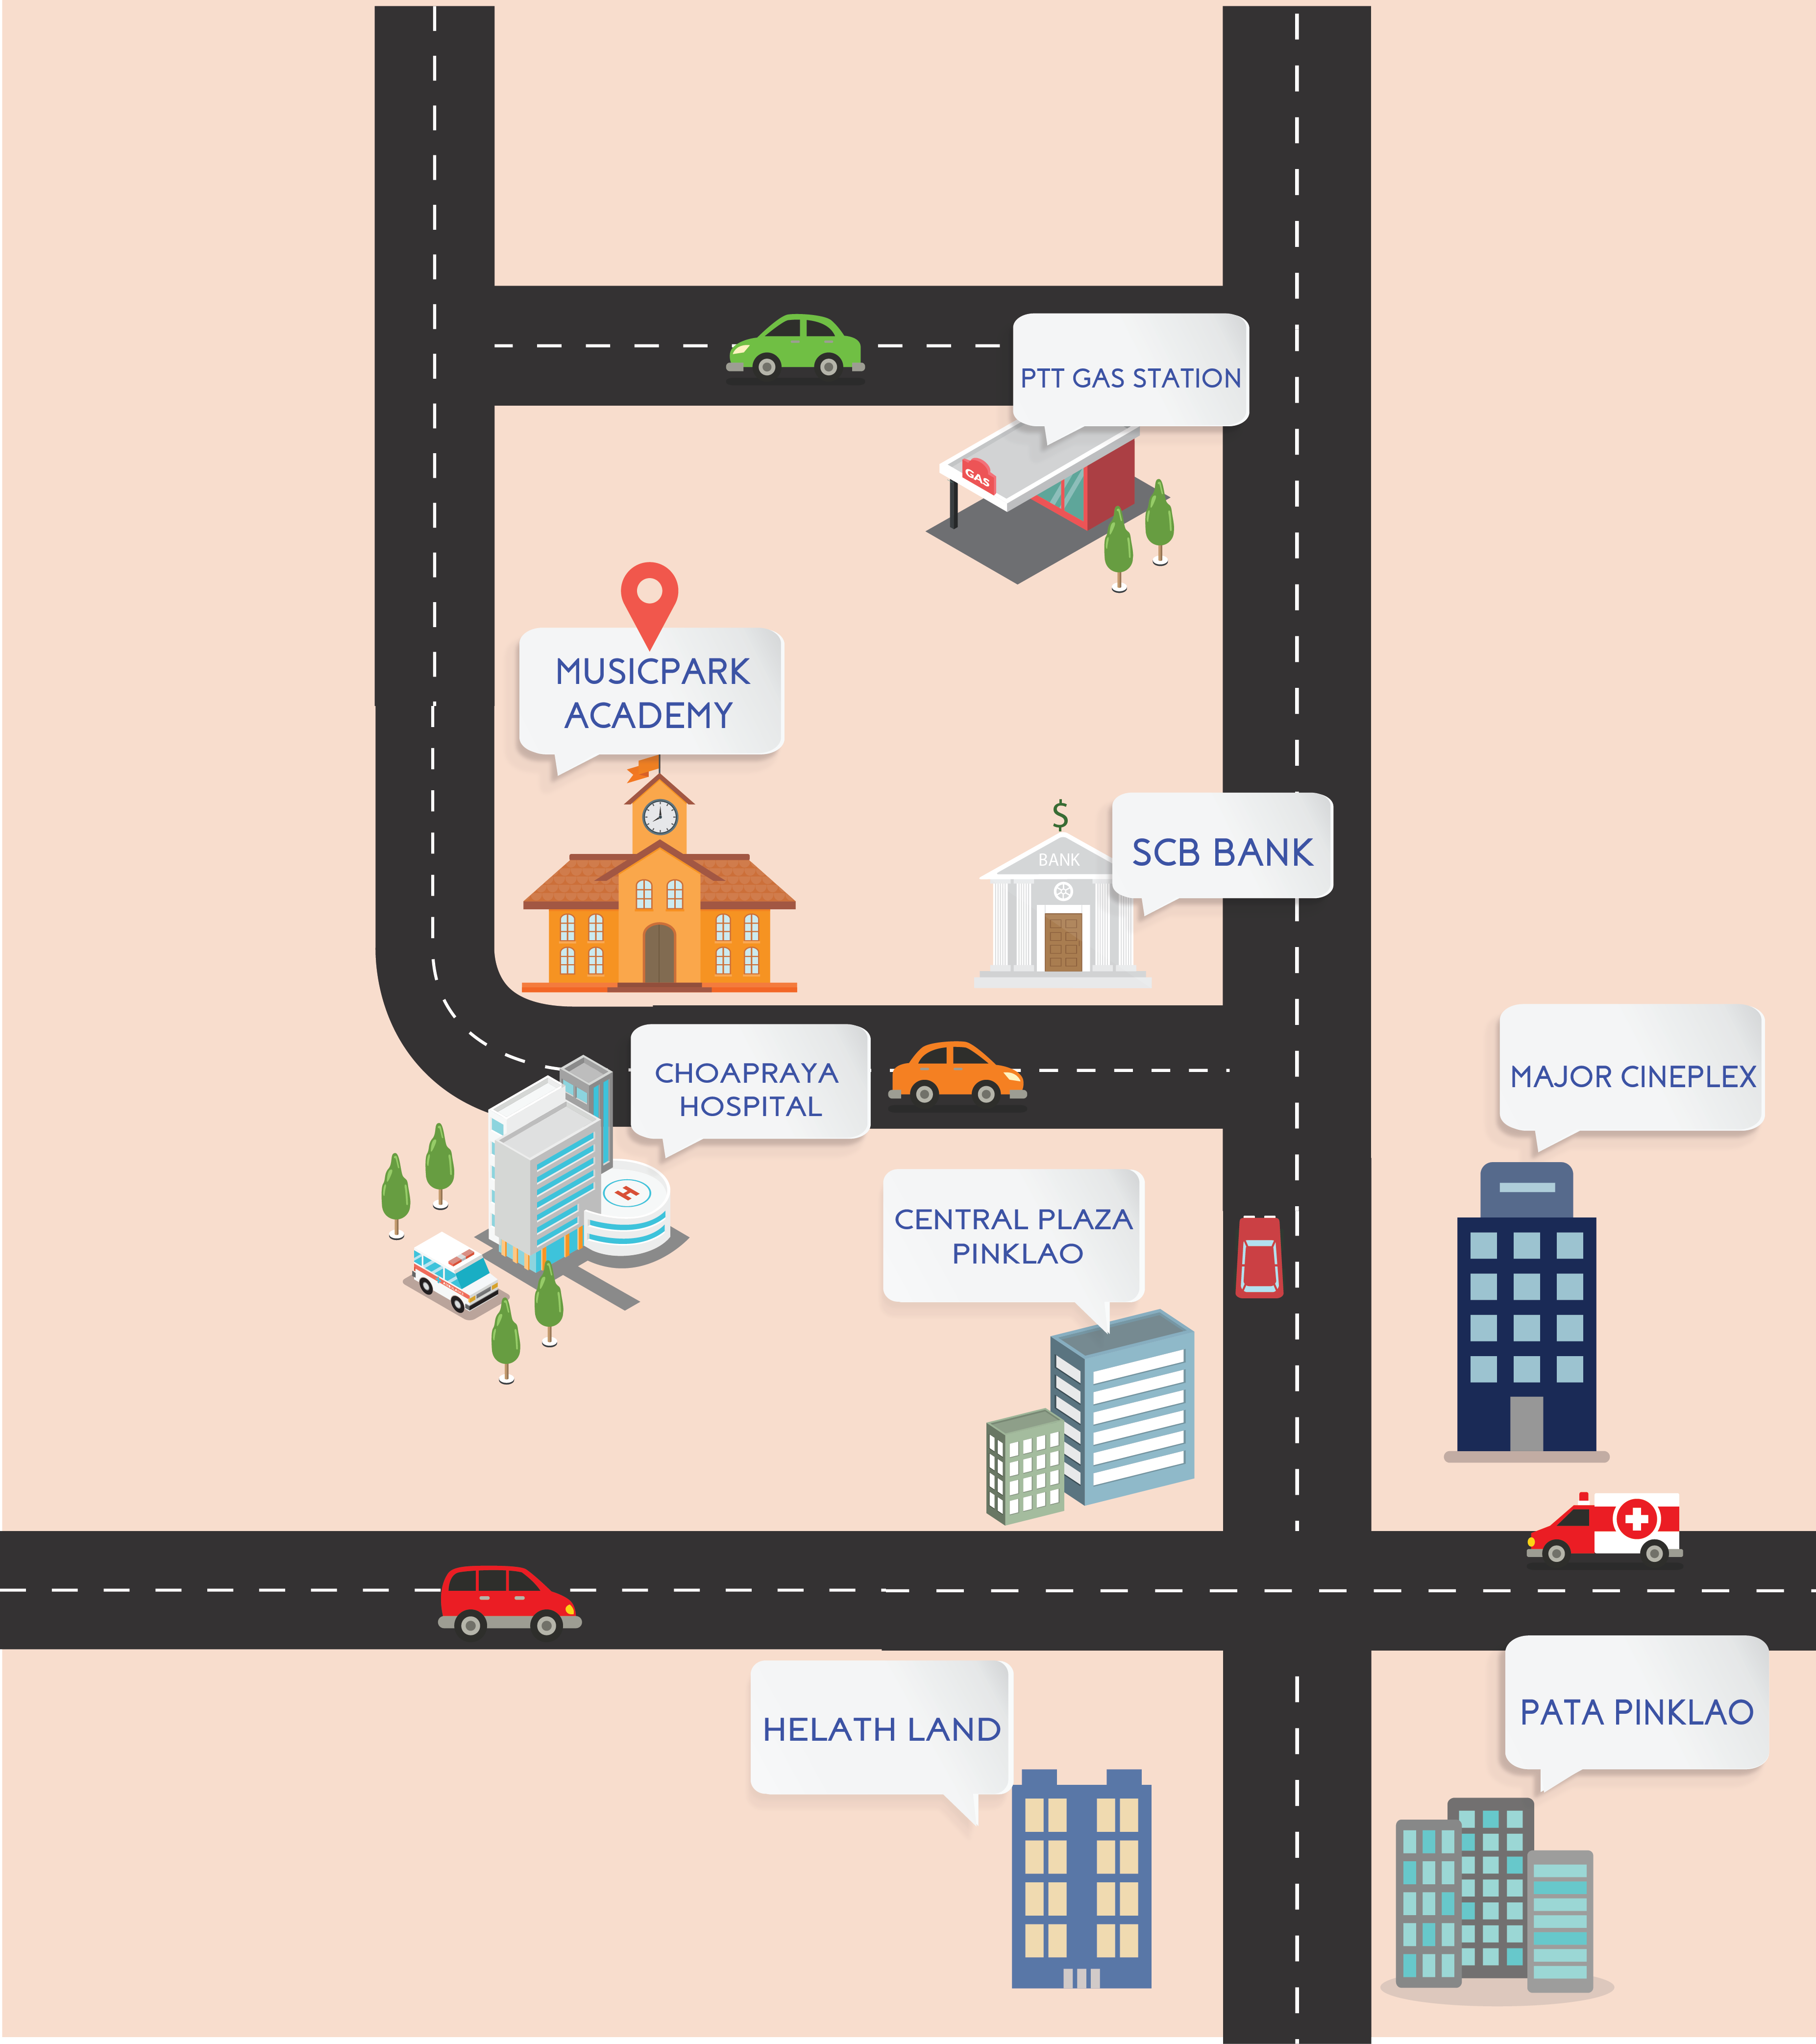 PTT GAS STATION
GAS
MUSICPARK
ACADEMY
$
BANK
SCB BANK
CHOAPRAYA
HOSPITAL
H
MAJOR CINEPLEX
CENTRAL PLAZA
PINKLAO
HELATH LAND
PATA PINKLAO